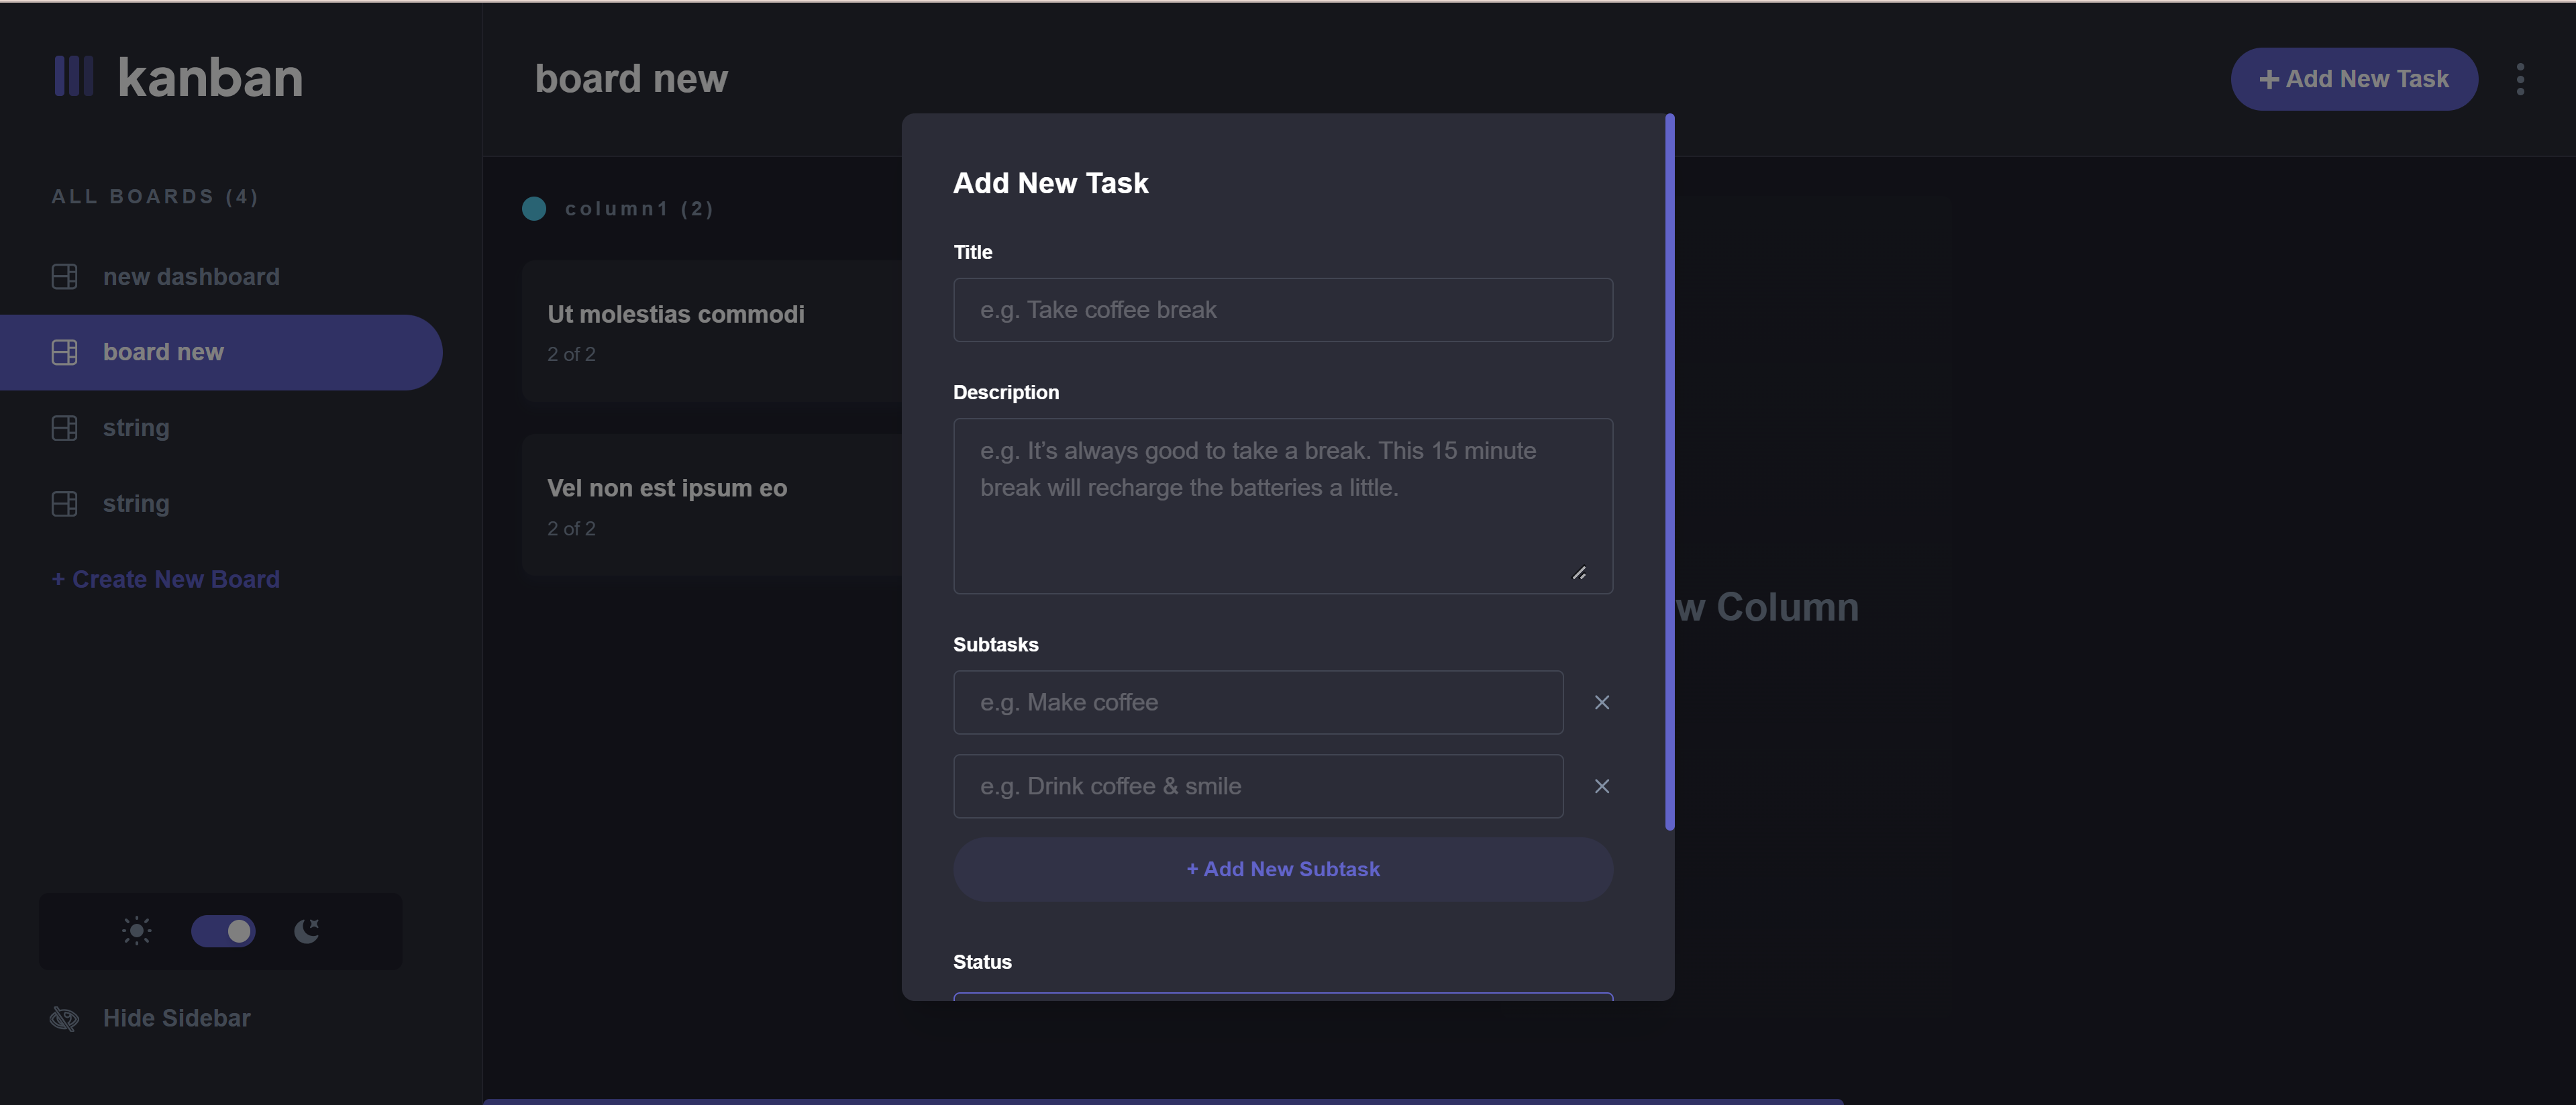 kanban
ALL BOARDS (4)
new dashboard
board new
string
string
+ Create New Board
Hide Sidebar
board new
+ Add New Task
column1 (2)
Ut molestias commodi
2 of 2
Vel non est ipsum eo
2 of 2
w Column
Add New Task
Title
e.g. Take coffee break
Description
e.g. It’s always good to take a break. This 15 minute
break will recharge the batteries a little.
Subtasks
e.g. Make coffee
e.g. Drink coffee & smile
+ Add New Subtask
Status